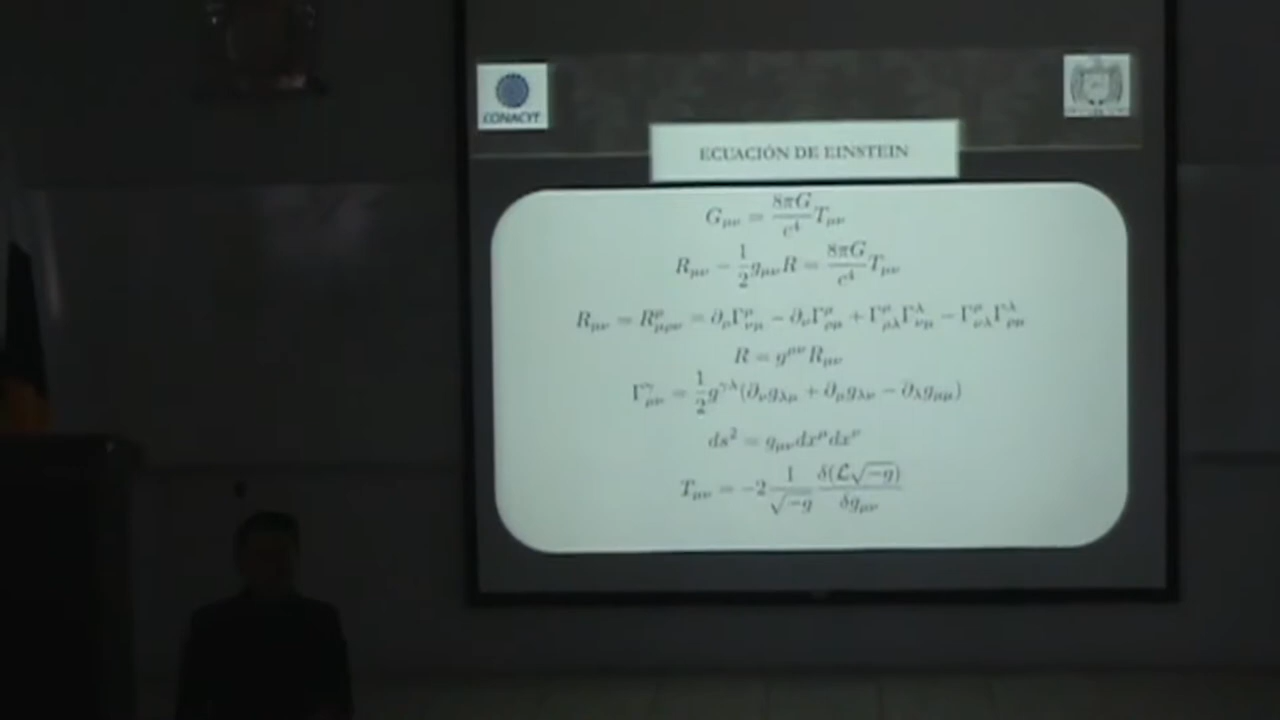 CONACYT
ECUACIÓN DE EINSTEIN
G_{μν} = \frac{8πG}{c^4} T_{μν}
R_{μν} − \frac{1}{2} g_{μν} R = \frac{8πG}{c^4} T_{μν}
R_{μν} = R^ρ_{μρν} = ∂_ρ Γ^ρ_{νμ} − ∂_ν Γ^ρ_{ρμ} + Γ^ρ_{ρλ} Γ^λ_{νμ} − Γ^ρ_{νλ} Γ^λ_{ρμ}
R = g^{μν} R_{μν}
Γ^γ_{μν} = \frac{1}{2} g^{γλ} (∂_ν g_{λμ} + ∂_μ g_{λν} − ∂_λ g_{μμ})
ds^2 = g_{μν} dx^μ dx^ν
T_{μν} = −2 \frac{1}{\sqrt{−g}} \frac{δ(ℒ\sqrt{−g})}{δg_{μν}}